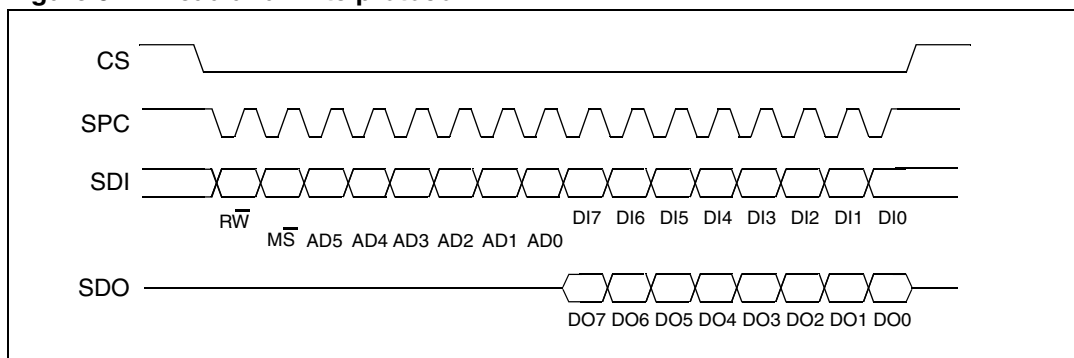 CS
SPC
SDI
RW̅
DI7 DI6 DI5 DI4 DI3 DI2 DI1 DI0
MS̅ AD5 AD4 AD3 AD2 AD1 AD0
SDO
DO7 DO6 DO5 DO4 DO3 DO2 DO1 DO0